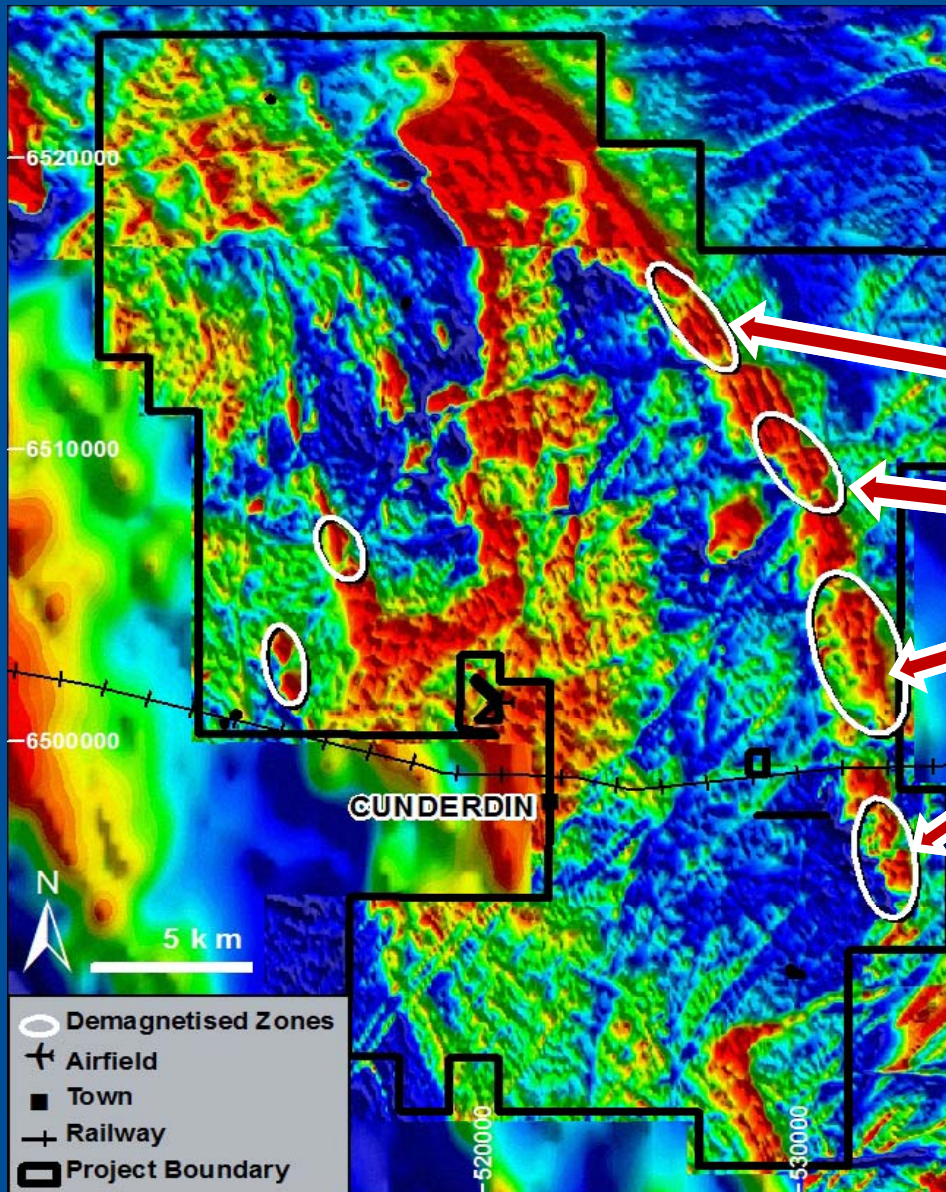 6520000
6510000
6500000
CUNDERDIN
N
5 km
Demagnetised Zones
Airfield
Town
Railway
Project Boundary
520000
530000